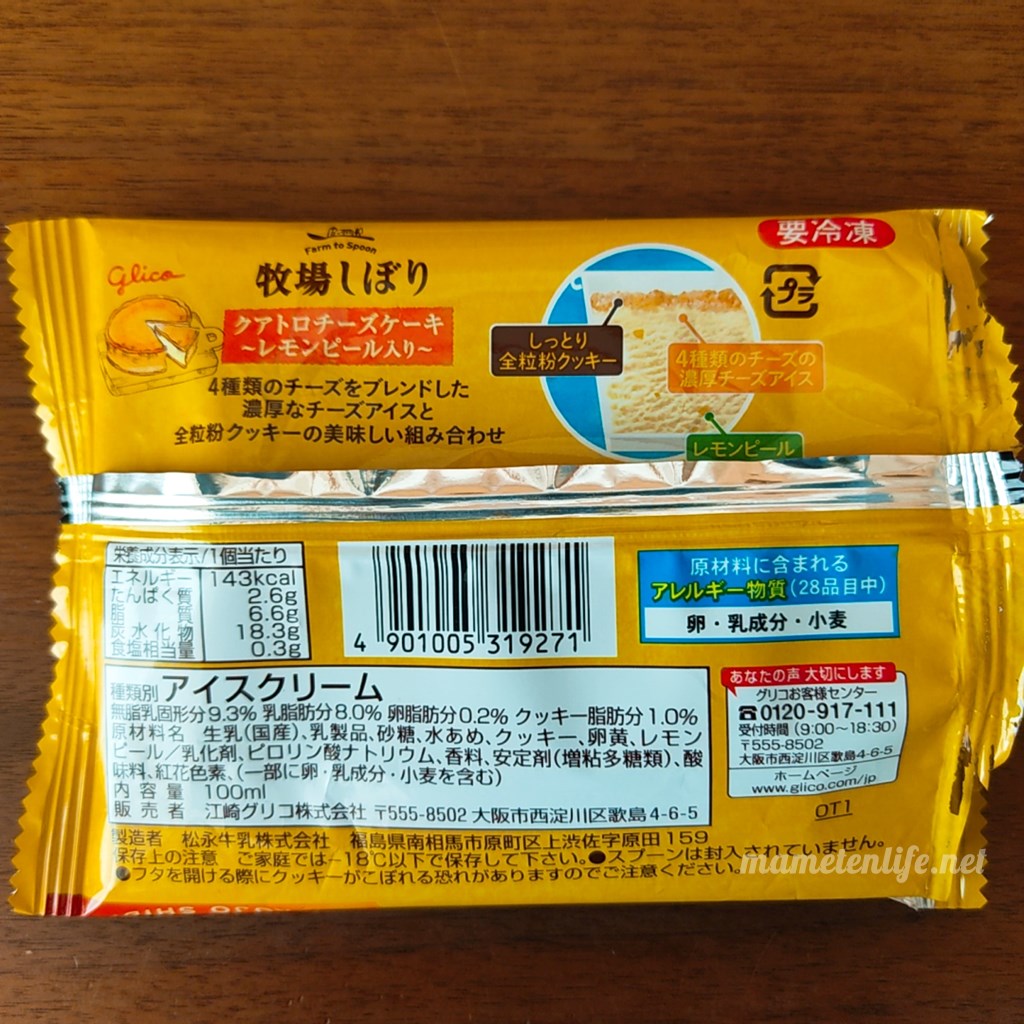 要冷凍
Farm to Spoon
Glico
牧場しぼり
プラ
クアトロチーズケーキ
~レモンピール入り~
しっとり
全粒粉クッキー
4種類のチーズの
濃厚チーズアイス
4種類のチーズをブレンドした
濃厚なチーズアイスと
全粒粉クッキーの美味しい組み合わせ
レモンピール
栄養成分表示/1個当たり
エネルギー 143kcal
たんぱく質 2.6g
脂質 6.6g
炭水化物 18.3g
食塩相当量 0.3g
4 901005 319271
原材料に含まれる
アレルギー物質(28品目中)
卵・乳成分・小麦
種類別 アイスクリーム
無脂乳固形分9.3% 乳脂肪分8.0% 卵脂肪分0.2% クッキー脂肪分1.0%
原材料名 生乳(国産)、乳製品、砂糖、水あめ、クッキー、卵黄、レモン
ピール/乳化剤、ピロリン酸ナトリウム、香料、安定剤(増粘多糖類)、酸
味料、紅花色素、(一部に卵・乳成分・小麦を含む)
内容量 100ml
販売者 江崎グリコ株式会社 〒555-8502 大阪市西淀川区歌島4-6-5
あなたの声 大切にします
グリコお客様センター
☎0120-917-111
受付時間(9:00~18:30)
〒555-8502
大阪市西淀川区歌島4-6-5
ホームページ
www.glico.com/jp
OT1
製造者 松永牛乳株式会社 福島県南相馬市原町区上渋佐字原田159
保存上の注意 ご家庭では-18℃以下で保存して下さい。●スプーンは封入されていません。
●フタを開ける際にクッキーがこぼれる恐れがありますのでご注意ください。
mametenlife.net